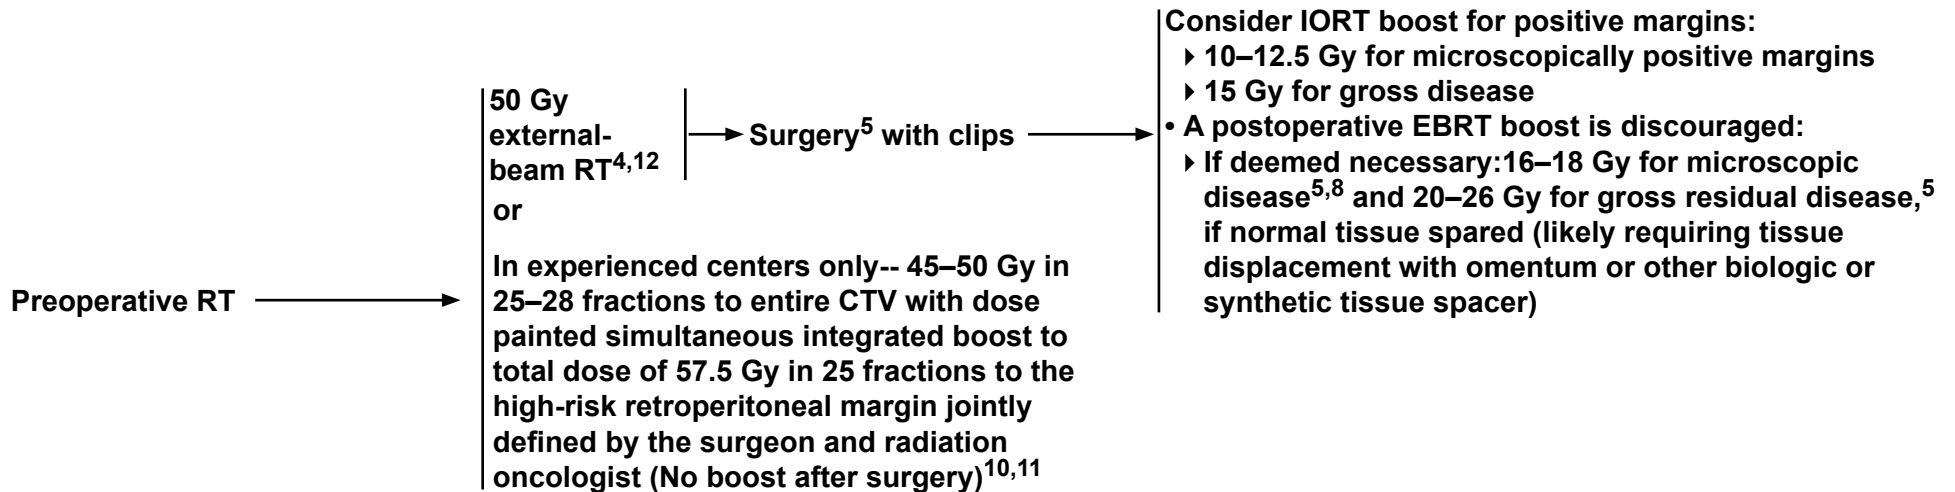 Preoperative RT
50 Gy
external-
beam RT4,12
or
In experienced centers only-- 45–50 Gy in
25–28 fractions to entire CTV with dose
painted simultaneous integrated boost to
total dose of 57.5 Gy in 25 fractions to the
high-risk retroperitoneal margin jointly
defined by the surgeon and radiation
oncologist (No boost after surgery)10,11
Surgery5 with clips
Consider IORT boost for positive margins:
10–12.5 Gy for microscopically positive margins
15 Gy for gross disease
• A postoperative EBRT boost is discouraged:
If deemed necessary:16–18 Gy for microscopic
disease5,8 and 20–26 Gy for gross residual disease,5
if normal tissue spared (likely requiring tissue
displacement with omentum or other biologic or
synthetic tissue spacer)